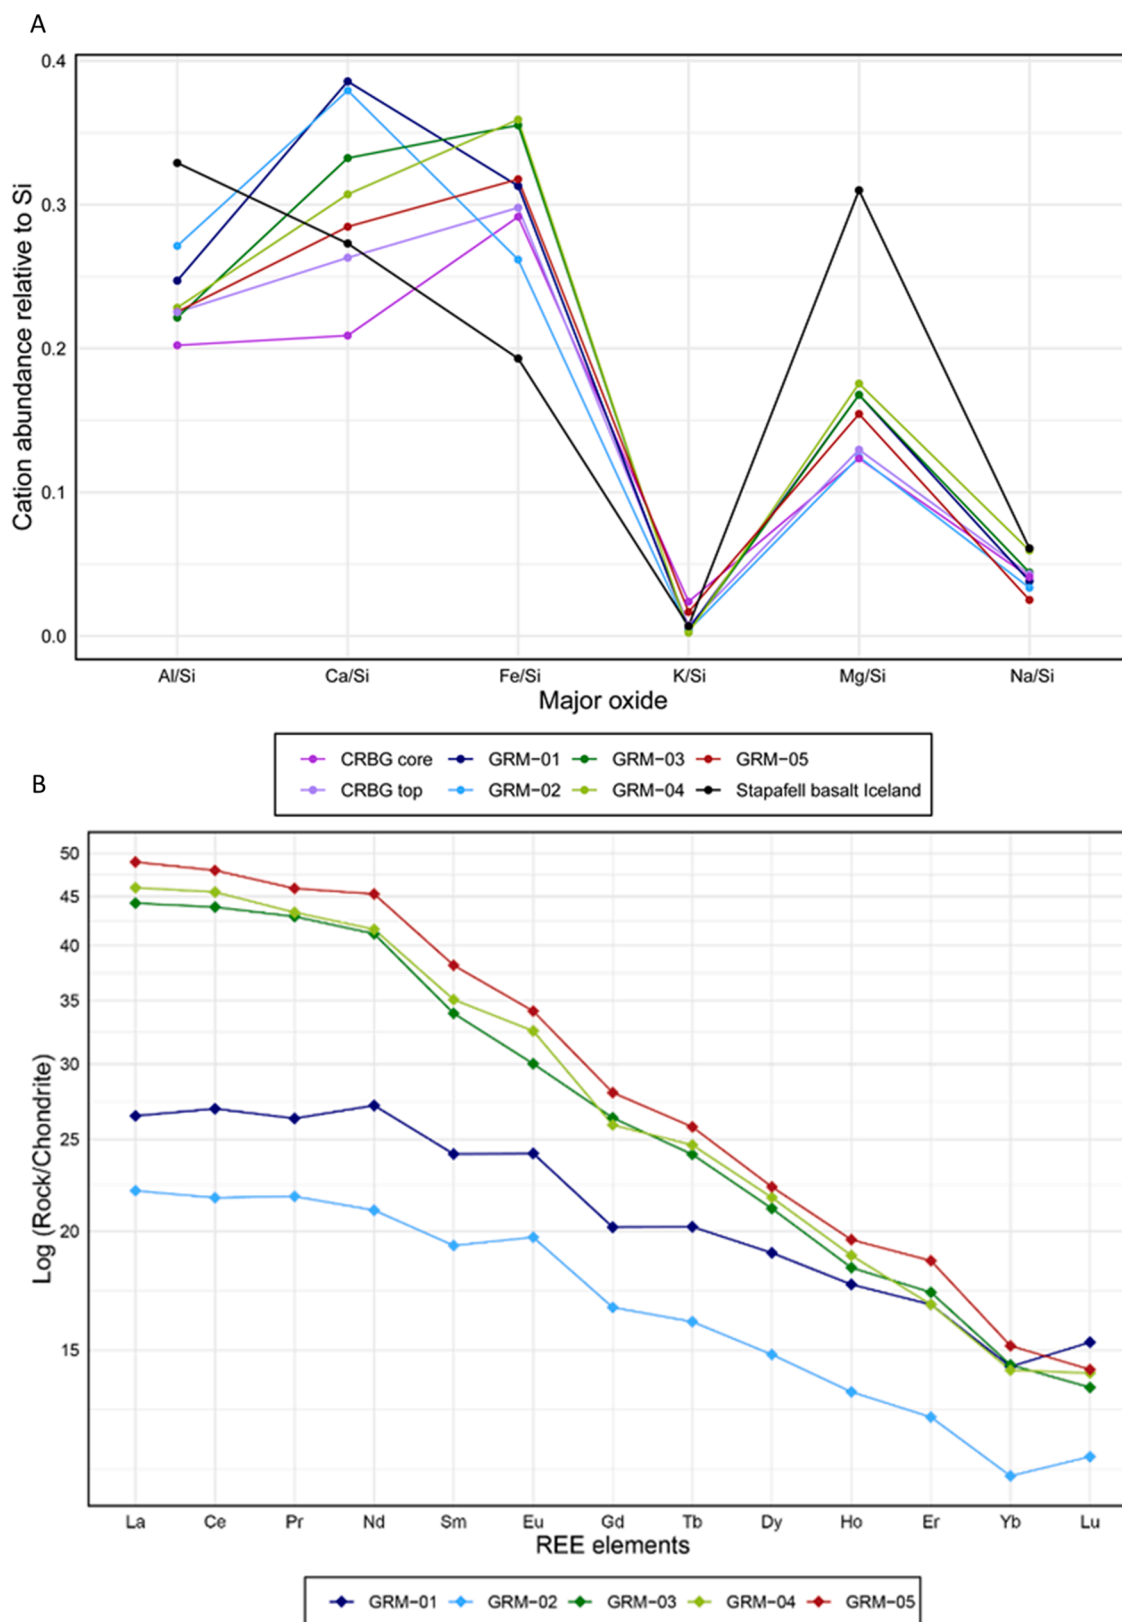 A
Cation abundance relative to Si
0.4
0.3
0.2
0.1
0.0
Al/Si Ca/Si Fe/Si K/Si Mg/Si Na/Si
Major oxide
CRBG core GRM−01 GRM−03 GRM−05
CRBG top GRM−02 GRM−04 Stapafell basalt Iceland
B
Log (Rock/Chondrite)
50
45
40
35
30
25
20
15
La Ce Pr Nd Sm Eu Gd Tb Dy Ho Er Yb Lu
REE elements
GRM−01 GRM−02 GRM−03 GRM−04 GRM−05